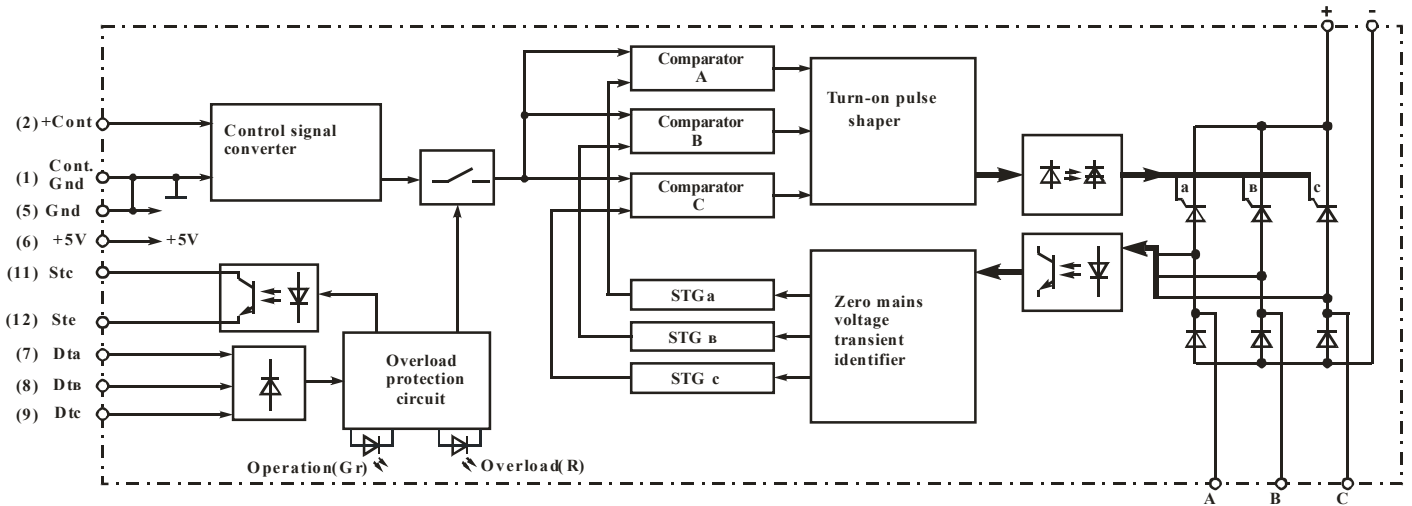 + -
Comparator
A
Comparator
B
Comparator
C
Turn-on pulse
shaper
(2) +Cont
Control signal
converter
(1) Cont.
Gnd
(5) Gnd
(6) +5V
+5V
(11) Stc
(12) Ste
(7) Dta
(8) Dtв
(9) Dtc
Overload
protection
circuit
Operation(Gr)
Overload(R)
STGa
STG в
STG c
Zero mains
voltage
transient
identifier
a
в
c
A B C